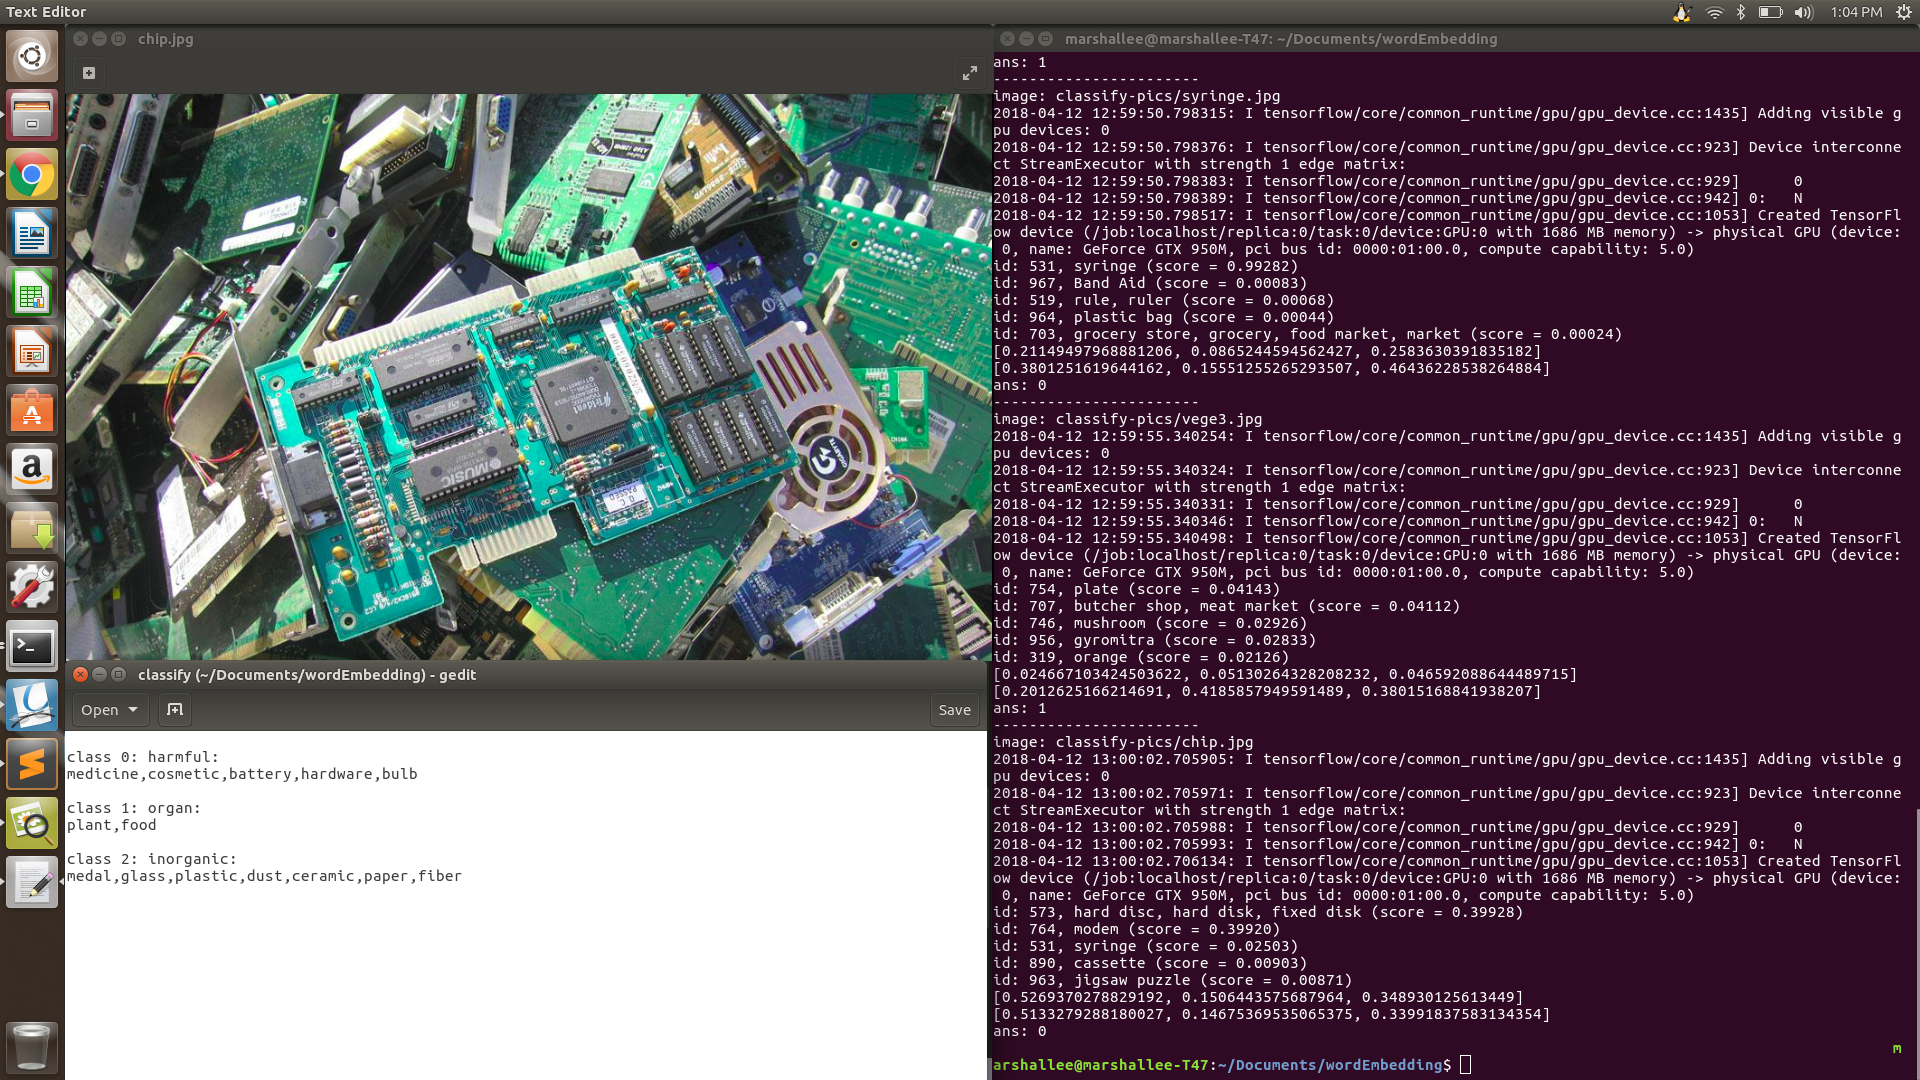 Text Editor
1:04 PM
chip.jpg
MUSIC
Trident
GIGABYTE
CHINA
classify (~/Documents/wordEmbedding) - gedit
Open
Save
class 0: harmful:
medicine,cosmetic,battery,hardware,bulb
class 1: organ:
plant,food
class 2: inorganic:
medal,glass,plastic,dust,ceramic,paper,fiber
marshallee@marshallee-T47: ~/Documents/wordEmbedding
ans: 1
-----------------------
image: classify-pics/syringe.jpg
2018-04-12 12:59:50.798315: I tensorflow/core/common_runtime/gpu/gpu_device.cc:1435] Adding visible g
pu devices: 0
2018-04-12 12:59:50.798376: I tensorflow/core/common_runtime/gpu/gpu_device.cc:923] Device interconne
ct StreamExecutor with strength 1 edge matrix:
2018-04-12 12:59:50.798383: I tensorflow/core/common_runtime/gpu/gpu_device.cc:929]      0
2018-04-12 12:59:50.798389: I tensorflow/core/common_runtime/gpu/gpu_device.cc:942] 0:   N
2018-04-12 12:59:50.798517: I tensorflow/core/common_runtime/gpu/gpu_device.cc:1053] Created TensorFl
ow device (/job:localhost/replica:0/task:0/device:GPU:0 with 1686 MB memory) -> physical GPU (device:
 0, name: GeForce GTX 950M, pci bus id: 0000:01:00.0, compute capability: 5.0)
id: 531, syringe (score = 0.99282)
id: 967, Band Aid (score = 0.00083)
id: 519, rule, ruler (score = 0.00068)
id: 964, plastic bag (score = 0.00044)
id: 703, grocery store, grocery, food market, market (score = 0.00024)
[0.21149497968881206, 0.0865244594562427, 0.2583630391835182]
[0.3801251619644162, 0.15551255265293507, 0.46436228538264884]
ans: 0
-----------------------
image: classify-pics/vege3.jpg
2018-04-12 12:59:55.340254: I tensorflow/core/common_runtime/gpu/gpu_device.cc:1435] Adding visible g
pu devices: 0
2018-04-12 12:59:55.340324: I tensorflow/core/common_runtime/gpu/gpu_device.cc:923] Device interconne
ct StreamExecutor with strength 1 edge matrix:
2018-04-12 12:59:55.340331: I tensorflow/core/common_runtime/gpu/gpu_device.cc:929]      0
2018-04-12 12:59:55.340346: I tensorflow/core/common_runtime/gpu/gpu_device.cc:942] 0:   N
2018-04-12 12:59:55.340498: I tensorflow/core/common_runtime/gpu/gpu_device.cc:1053] Created TensorFl
ow device (/job:localhost/replica:0/task:0/device:GPU:0 with 1686 MB memory) -> physical GPU (device:
 0, name: GeForce GTX 950M, pci bus id: 0000:01:00.0, compute capability: 5.0)
id: 754, plate (score = 0.04143)
id: 707, butcher shop, meat market (score = 0.04112)
id: 746, mushroom (score = 0.02926)
id: 956, gyromitra (score = 0.02833)
id: 319, orange (score = 0.02126)
[0.024667103424503622, 0.05130264328208232, 0.046592088644489715]
[0.2012625166214691, 0.4185857949591489, 0.38015168841938207]
ans: 1
-----------------------
image: classify-pics/chip.jpg
2018-04-12 13:00:02.705905: I tensorflow/core/common_runtime/gpu/gpu_device.cc:1435] Adding visible g
pu devices: 0
2018-04-12 13:00:02.705971: I tensorflow/core/common_runtime/gpu/gpu_device.cc:923] Device interconne
ct StreamExecutor with strength 1 edge matrix:
2018-04-12 13:00:02.705988: I tensorflow/core/common_runtime/gpu/gpu_device.cc:929]      0
2018-04-12 13:00:02.705993: I tensorflow/core/common_runtime/gpu/gpu_device.cc:942] 0:   N
2018-04-12 13:00:02.706134: I tensorflow/core/common_runtime/gpu/gpu_device.cc:1053] Created TensorFl
ow device (/job:localhost/replica:0/task:0/device:GPU:0 with 1686 MB memory) -> physical GPU (device:
 0, name: GeForce GTX 950M, pci bus id: 0000:01:00.0, compute capability: 5.0)
id: 573, hard disc, hard disk, fixed disk (score = 0.39928)
id: 764, modem (score = 0.39920)
id: 531, syringe (score = 0.02503)
id: 890, cassette (score = 0.00903)
id: 963, jigsaw puzzle (score = 0.00871)
[0.5269370278829192, 0.1506443575687964, 0.348930125613449]
[0.5133279288180027, 0.14675369535065375, 0.33991837583134354]
ans: 0
m
arshallee@marshallee-T47:~/Documents/wordEmbedding$